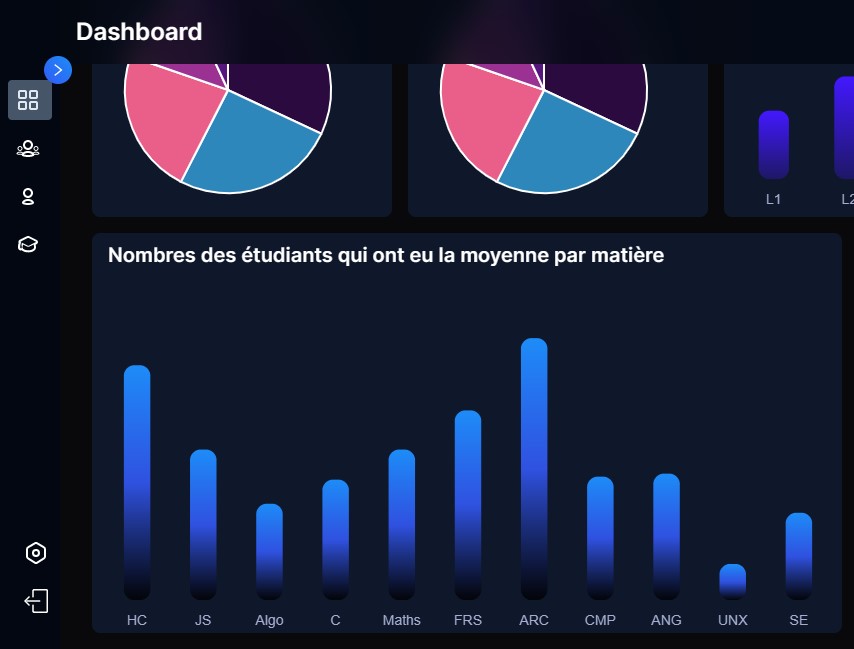 Dashboard
L1
L2
Nombres des étudiants qui ont eu la moyenne par matière
HC JS Algo C Maths FRS ARC CMP ANG UNX SE